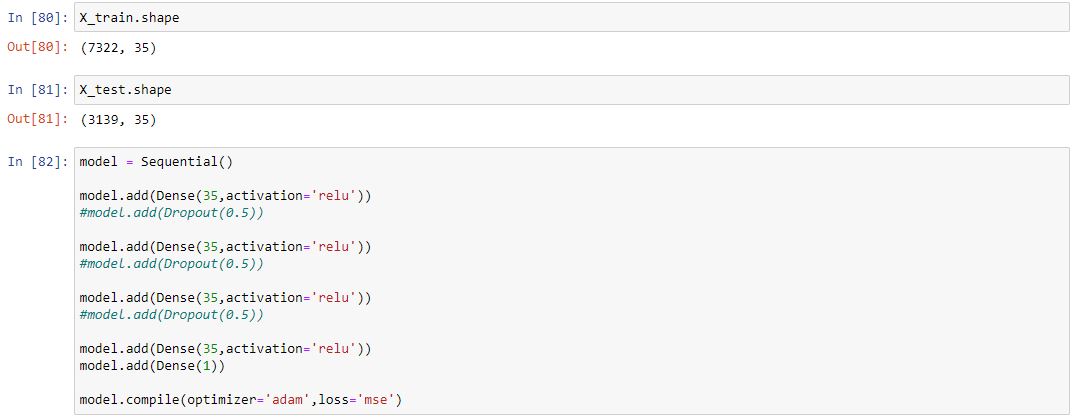 In [80]: X_train.shape
Out[80]: (7322, 35)
In [81]: X_test.shape
Out[81]: (3139, 35)
In [82]: model = Sequential()
model.add(Dense(35,activation='relu'))
#model.add(Dropout(0.5))
model.add(Dense(35,activation='relu'))
#model.add(Dropout(0.5))
model.add(Dense(35,activation='relu'))
#model.add(Dropout(0.5))
model.add(Dense(35,activation='relu'))
model.add(Dense(1))
model.compile(optimizer='adam',loss='mse')